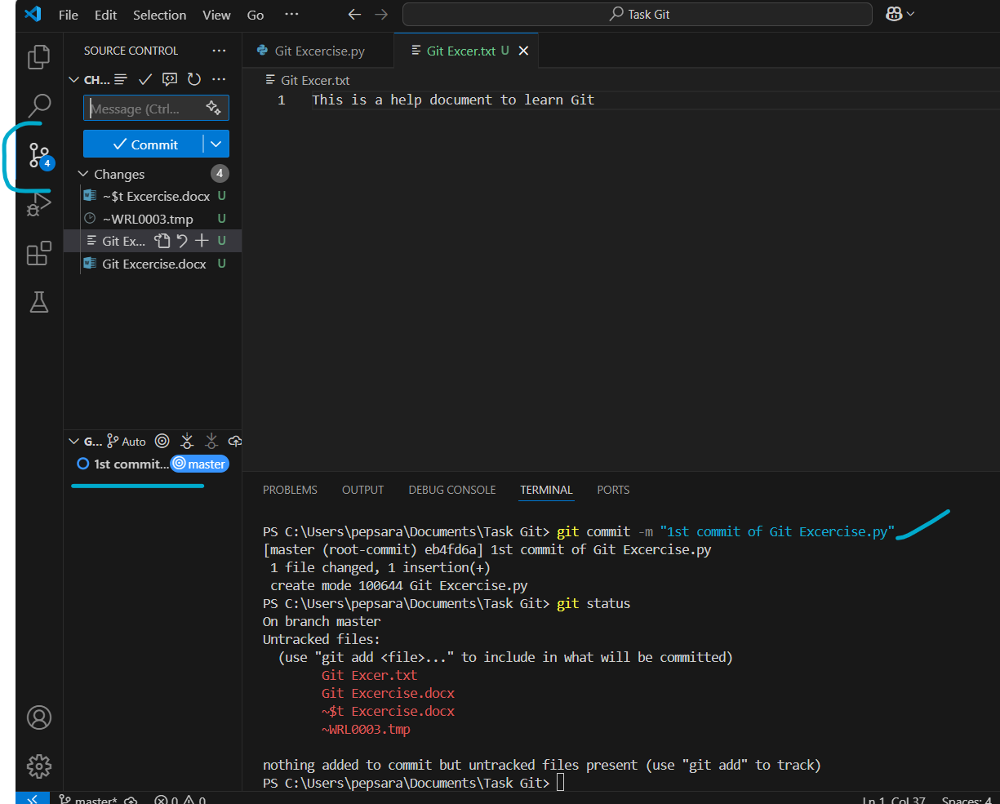 File Edit Selection View Go ··· Task Git
SOURCE CONTROL ···
Git Excercise.py
Git Excer.txt U
CH... ···
Git Excer.txt
Message (Ctrl...
1 This is a help document to learn Git
Commit
4
Changes 4
~$t Excercise.docx U
~WRL0003.tmp U
Git Ex... U
Git Excercise.docx U
G... Auto
1st commit... master
PROBLEMS OUTPUT DEBUG CONSOLE TERMINAL PORTS
PS C:\Users\pepsara\Documents\Task Git> git commit -m "1st commit of Git Excercise.py"
[master (root-commit) eb4fd6a] 1st commit of Git Excercise.py
1 file changed, 1 insertion(+)
create mode 100644 Git Excercise.py
PS C:\Users\pepsara\Documents\Task Git> git status
On branch master
Untracked files:
(use "git add <file>..." to include in what will be committed)
Git Excer.txt
Git Excercise.docx
~$t Excercise.docx
~WRL0003.tmp
nothing added to commit but untracked files present (use "git add" to track)
PS C:\Users\pepsara\Documents\Task Git>
master* 0 0 Ln 1, Col 37 Spaces: 4